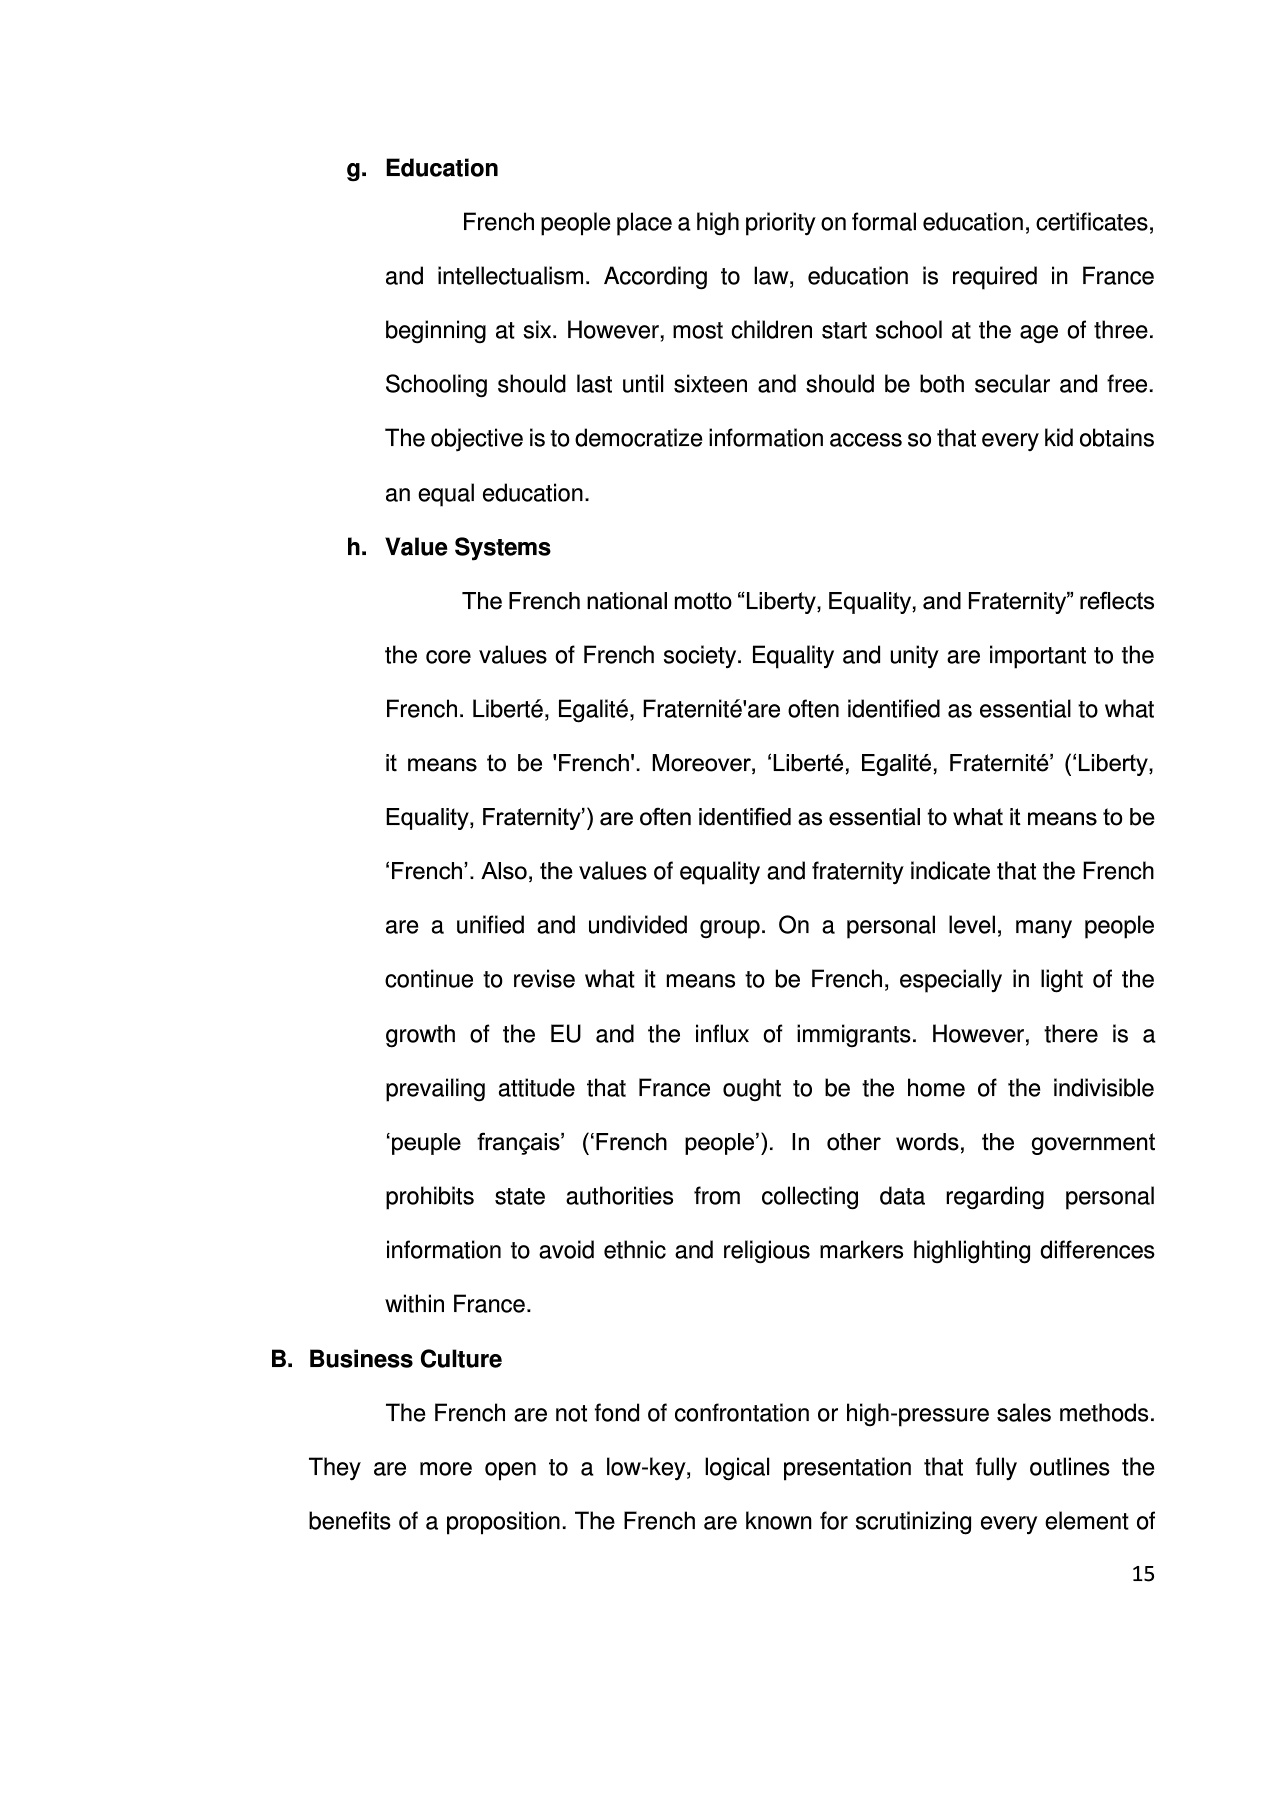 g. Education
French people place a high priority on formal education, certificates,
and intellectualism. According to law, education is required in France
beginning at six. However, most children start school at the age of three.
Schooling should last until sixteen and should be both secular and free.
The objective is to democratize information access so that every kid obtains
an equal education.
h. Value Systems
The French national motto “Liberty, Equality, and Fraternity” reflects
the core values of French society. Equality and unity are important to the
French. Liberté, Egalité, Fraternité'are often identified as essential to what
it means to be 'French'. Moreover, ‘Liberté, Egalité, Fraternité’ (‘Liberty,
Equality, Fraternity’) are often identified as essential to what it means to be
‘French’. Also, the values of equality and fraternity indicate that the French
are a unified and undivided group. On a personal level, many people
continue to revise what it means to be French, especially in light of the
growth of the EU and the influx of immigrants. However, there is a
prevailing attitude that France ought to be the home of the indivisible
‘peuple français’ (‘French people’). In other words, the government
prohibits state authorities from collecting data regarding personal
information to avoid ethnic and religious markers highlighting differences
within France.
B. Business Culture
The French are not fond of confrontation or high-pressure sales methods.
They are more open to a low-key, logical presentation that fully outlines the
benefits of a proposition. The French are known for scrutinizing every element of
15